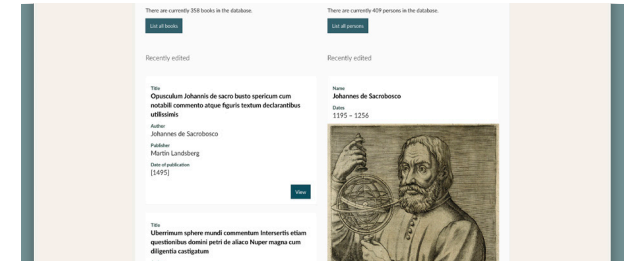 There are currently 358 books in the database.
List all books
Recently edited
Title
Opusculum Johannis de sacro busto spericum cum
notabili commento atque figuris textum declarantibus
utilissimis
Author
Johannes de Sacrobosco
Publisher
Martin Landsberg
Date of publication
[1495]
View
Title
Uberrimum sphere mundi commentum Intersertis etiam
questionibus domini petri de aliaco Nuper magna cum
diligentia castigatum
There are currently 409 persons in the database.
List all persons
Recently edited
Name
Johannes de Sacrobosco
Dates
1195 – 1256